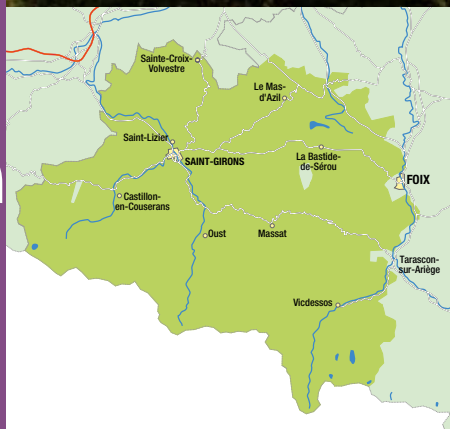 Sainte-Croix-
Volvestre
Le Mas-
d'Azil
Saint-Lizier
SAINT-GIRONS
La Bastide-
de-Sérou
FOIX
Castillon-
en-Couserans
Oust
Massat
Tarascon-
sur-Ariège
Vicdessos